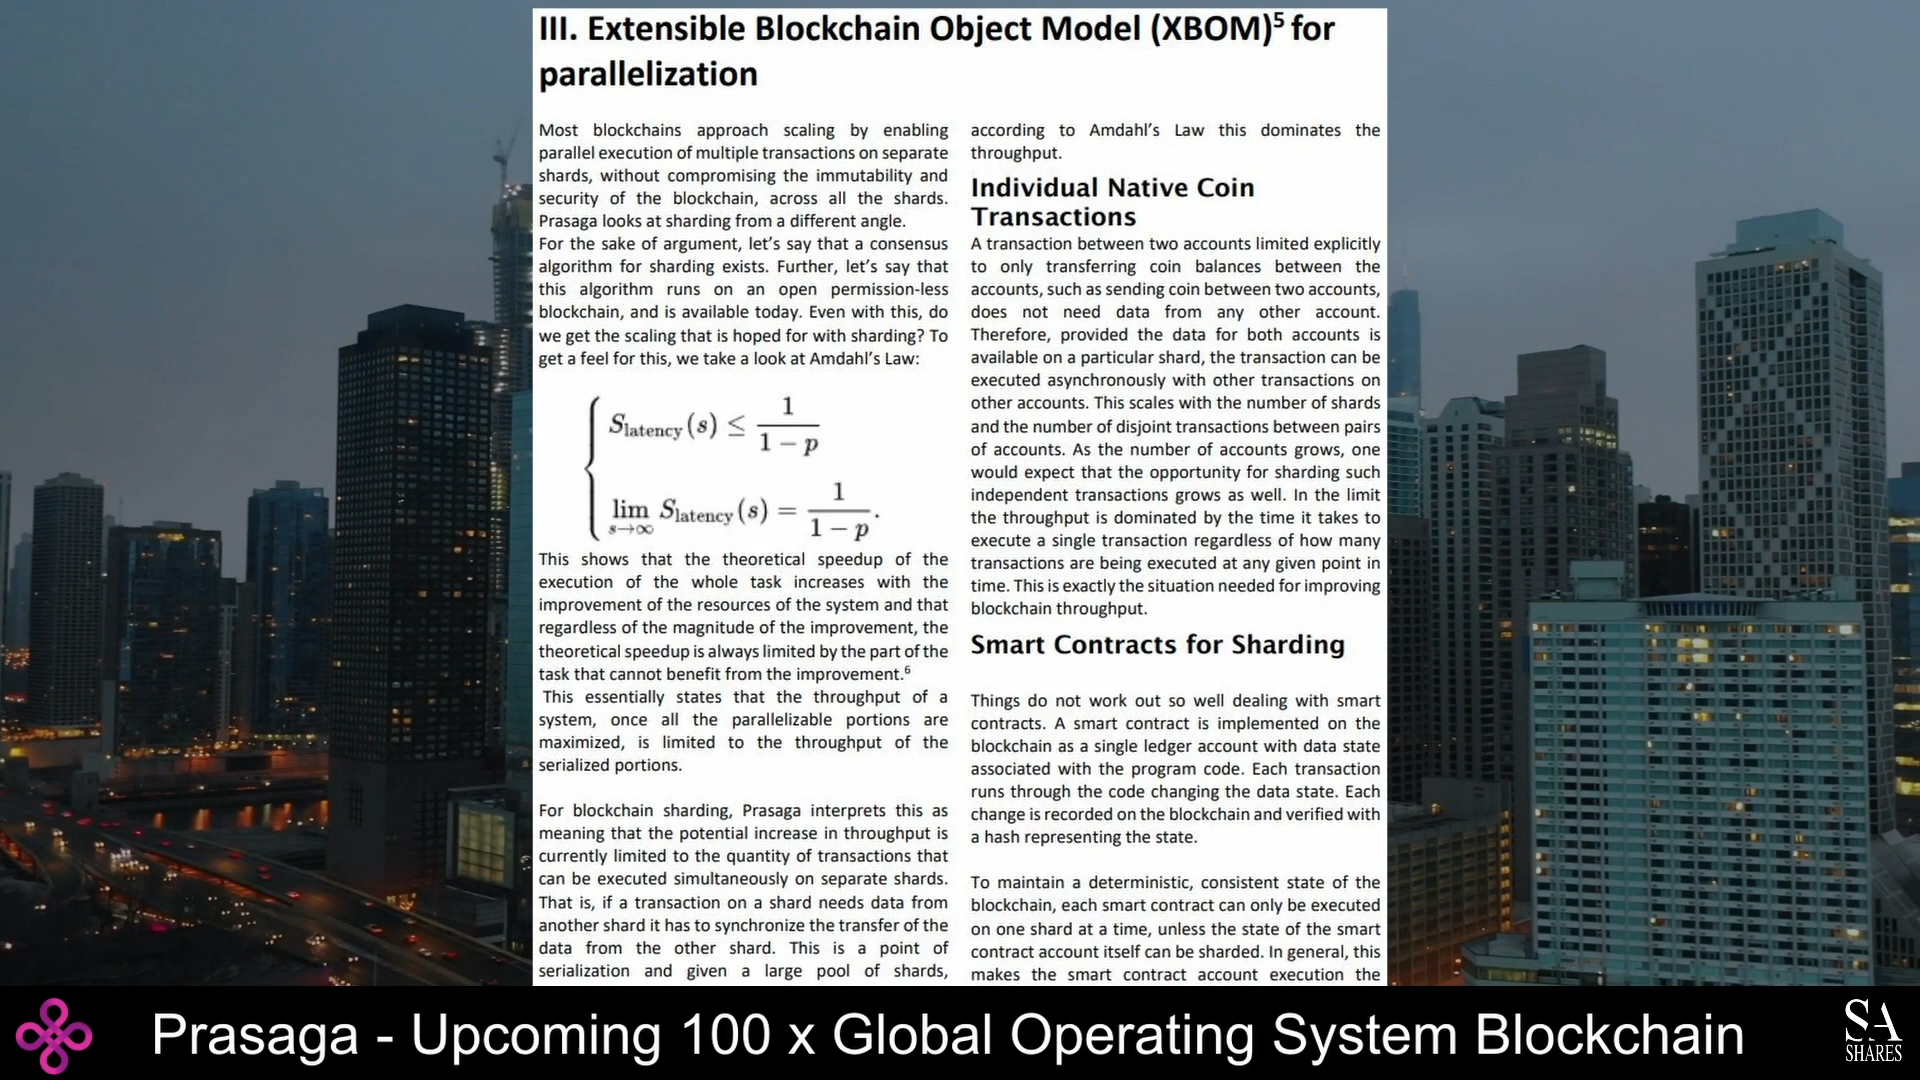 III. Extensible Blockchain Object Model (XBOM)5 for
parallelization
Most blockchains approach scaling by enabling
parallel execution of multiple transactions on separate
shards, without compromising the immutability and
security of the blockchain, across all the shards.
Prasaga looks at sharding from a different angle.
For the sake of argument, let's say that a consensus
algorithm for sharding exists. Further, let's say that
this algorithm runs on an open permission-less
blockchain, and is available today. Even with this, do
we get the scaling that is hoped for with sharding? To
get a feel for this, we take a look at Amdahl's Law:
S_latency(s) ≤ 1/(1 − p)
lim s→∞ S_latency(s) = 1/(1 − p).
This shows that the theoretical speedup of the
execution of the whole task increases with the
improvement of the resources of the system and that
regardless of the magnitude of the improvement, the
theoretical speedup is always limited by the part of the
task that cannot benefit from the improvement.6
This essentially states that the throughput of a
system, once all the parallelizable portions are
maximized, is limited to the throughput of the
serialized portions.
For blockchain sharding, Prasaga interprets this as
meaning that the potential increase in throughput is
currently limited to the quantity of transactions that
can be executed simultaneously on separate shards.
That is, if a transaction on a shard needs data from
another shard it has to synchronize the transfer of the
data from the other shard. This is a point of
serialization and given a large pool of shards,
according to Amdahl's Law this dominates the
throughput.
Individual Native Coin
Transactions
A transaction between two accounts limited explicitly
to only transferring coin balances between the
accounts, such as sending coin between two accounts,
does not need data from any other account.
Therefore, provided the data for both accounts is
available on a particular shard, the transaction can be
executed asynchronously with other transactions on
other accounts. This scales with the number of shards
and the number of disjoint transactions between pairs
of accounts. As the number of accounts grows, one
would expect that the opportunity for sharding such
independent transactions grows as well. In the limit
the throughput is dominated by the time it takes to
execute a single transaction regardless of how many
transactions are being executed at any given point in
time. This is exactly the situation needed for improving
blockchain throughput.
Smart Contracts for Sharding
Things do not work out so well dealing with smart
contracts. A smart contract is implemented on the
blockchain as a single ledger account with data state
associated with the program code. Each transaction
runs through the code changing the data state. Each
change is recorded on the blockchain and verified with
a hash representing the state.
To maintain a deterministic, consistent state of the
blockchain, each smart contract can only be executed
on one shard at a time, unless the state of the smart
contract account itself can be sharded. In general, this
makes the smart contract account execution the
Prasaga - Upcoming 100 x Global Operating System Blockchain
SA
SHARES